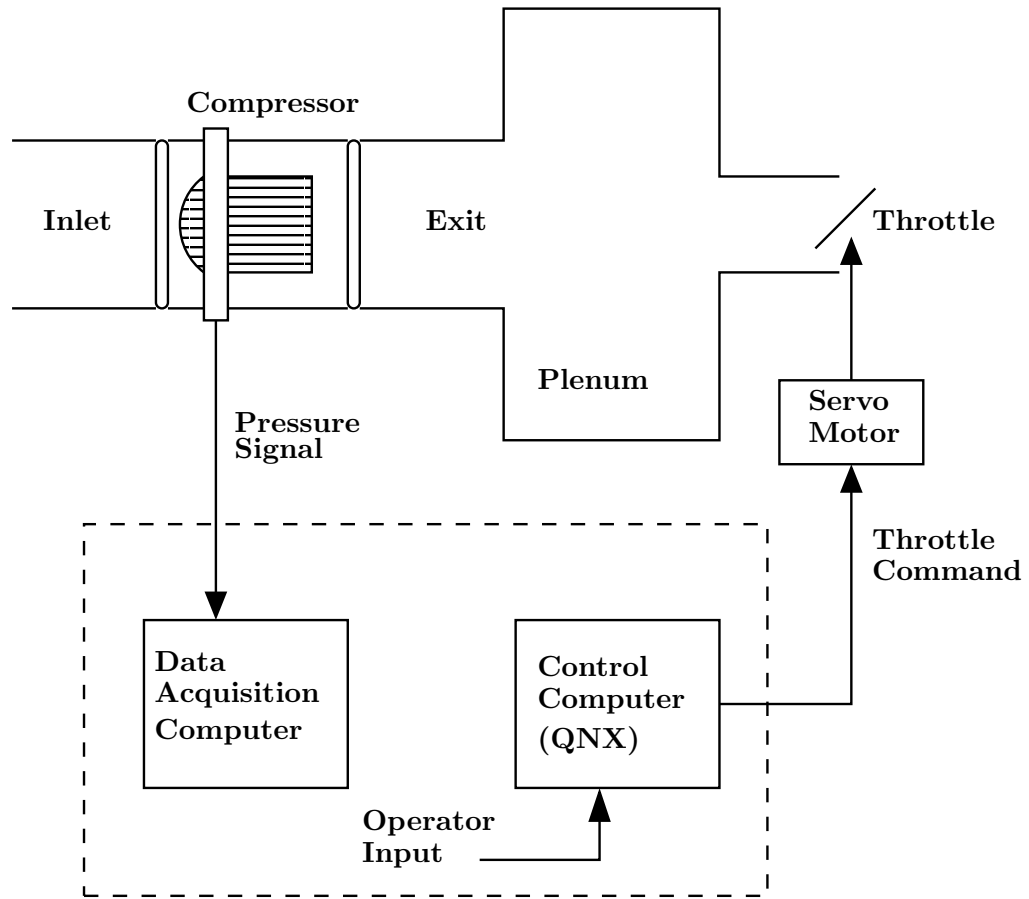 Compressor
Inlet
Exit
Throttle
Plenum
Servo
Motor
Pressure
Signal
Throttle
Command
Data
Acquisition
Computer
Control
Computer
(QNX)
Operator
Input